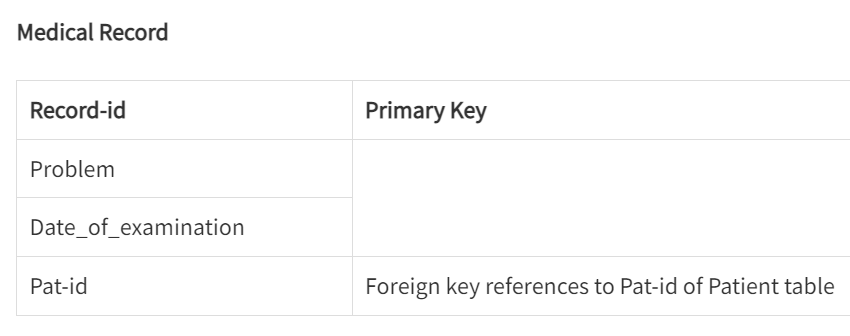 Medical Record
Record-id Primary Key
Problem
Date_of_examination
Pat-id Foreign key references to Pat-id of Patient table